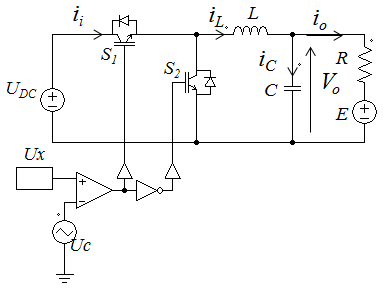 i_i
i_L
L
i_o
S_1
S_2
i_C
C
V_o
R
E
U_DC
Ux
+
−
Uc